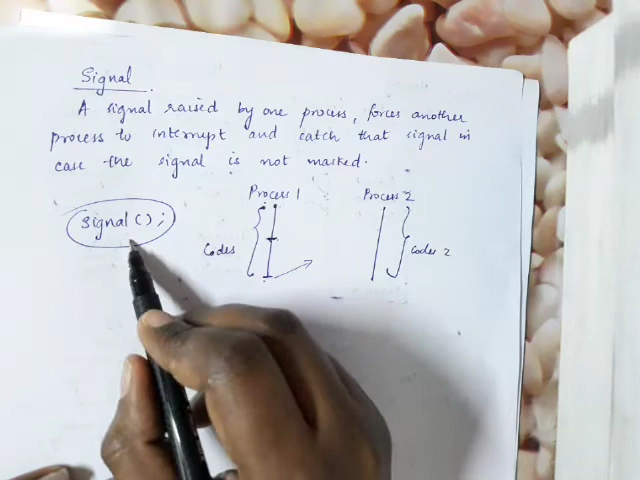 Signal
A signal raised by one process, forces another
process to interrupt and catch that signal in
case the signal is not masked.
Process 1 Process 2
signal();
Codes Codes 2